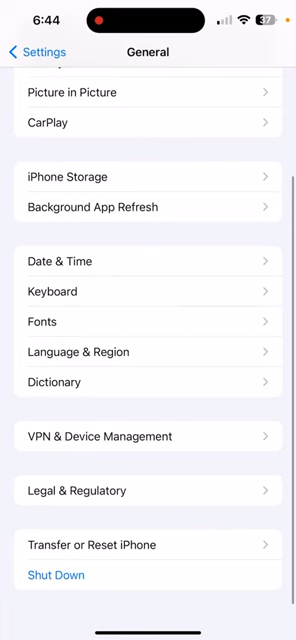 6:44
37
Settings
General
Picture in Picture
CarPlay
iPhone Storage
Background App Refresh
Date & Time
Keyboard
Fonts
Language & Region
Dictionary
VPN & Device Management
Legal & Regulatory
Transfer or Reset iPhone
Shut Down